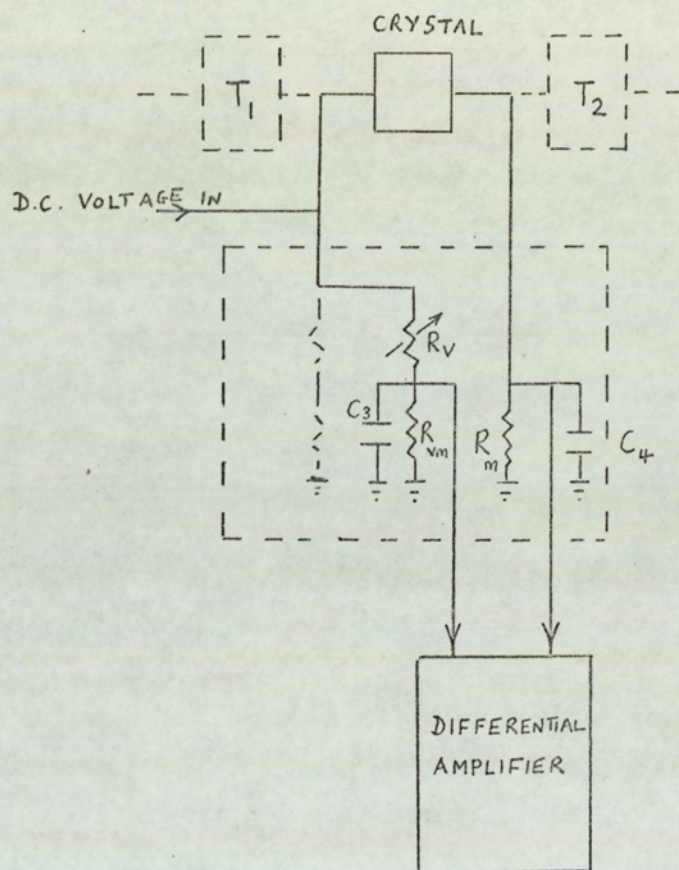 CRYSTAL
T1
T2
D.C. VOLTAGE IN
RV
C3
Rvm
Rm
C4
DIFFERENTIAL
AMPLIFIER